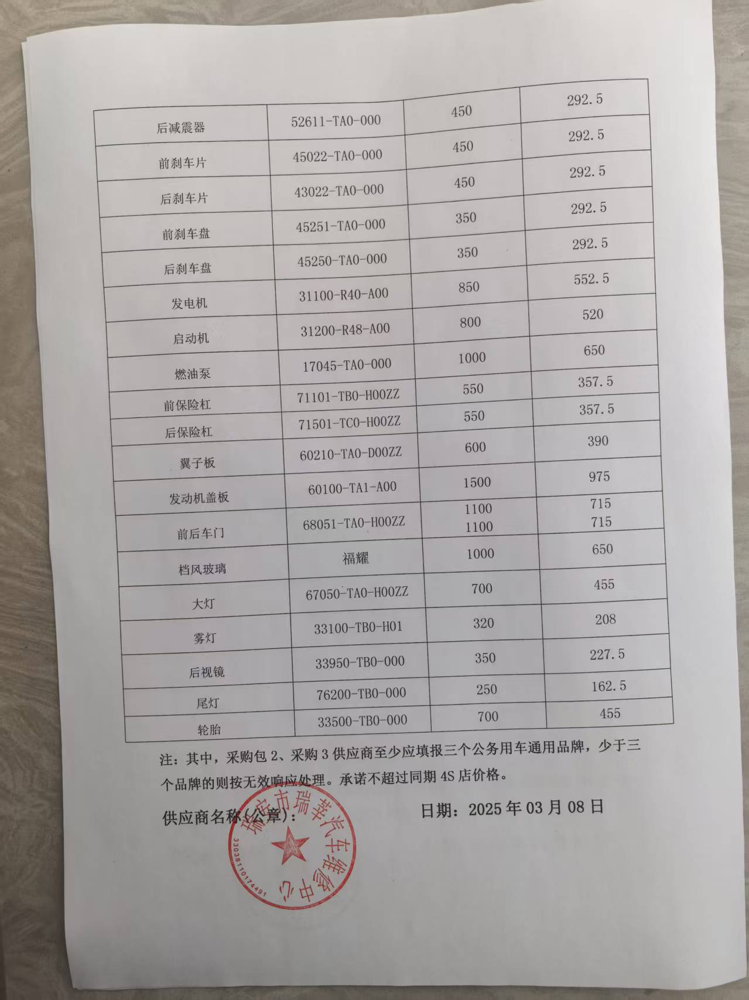 后减震器 52611-TA0-000 450 292.5
前刹车片 45022-TA0-000 450 292.5
后刹车片 43022-TA0-000 450 292.5
前刹车盘 45251-TA0-000 350 292.5
后刹车盘 45250-TA0-000 350 292.5
发电机 31100-R40-A00 850 552.5
启动机 31200-R48-A00 800 520
燃油泵 17045-TA0-000 1000 650
前保险杠 71101-TB0-H00ZZ 550 357.5
后保险杠 71501-TC0-H00ZZ 550 357.5
翼子板 60210-TA0-D00ZZ 600 390
发动机盖板 60100-TA1-A00 1500 975
前后车门 68051-TA0-H00ZZ 1100 715
1100 715
档风玻璃 福耀 1000 650
大灯 67050-TA0-H00ZZ 700 455
雾灯 33100-TB0-H01 320 208
后视镜 33950-TB0-000 350 227.5
尾灯 76200-TB0-000 250 162.5
轮胎 33500-TB0-000 700 455
注：其中，采购包 2、采购 3 供应商至少应填报三个公务用车通用品牌，少于三
个品牌的则按无效响应处理。承诺不超过同期 4S 店价格。
供应商名称(公章)： 日期：2025 年 03 月 08 日
瑞安市瑞莘汽车维修中心
33038110174491